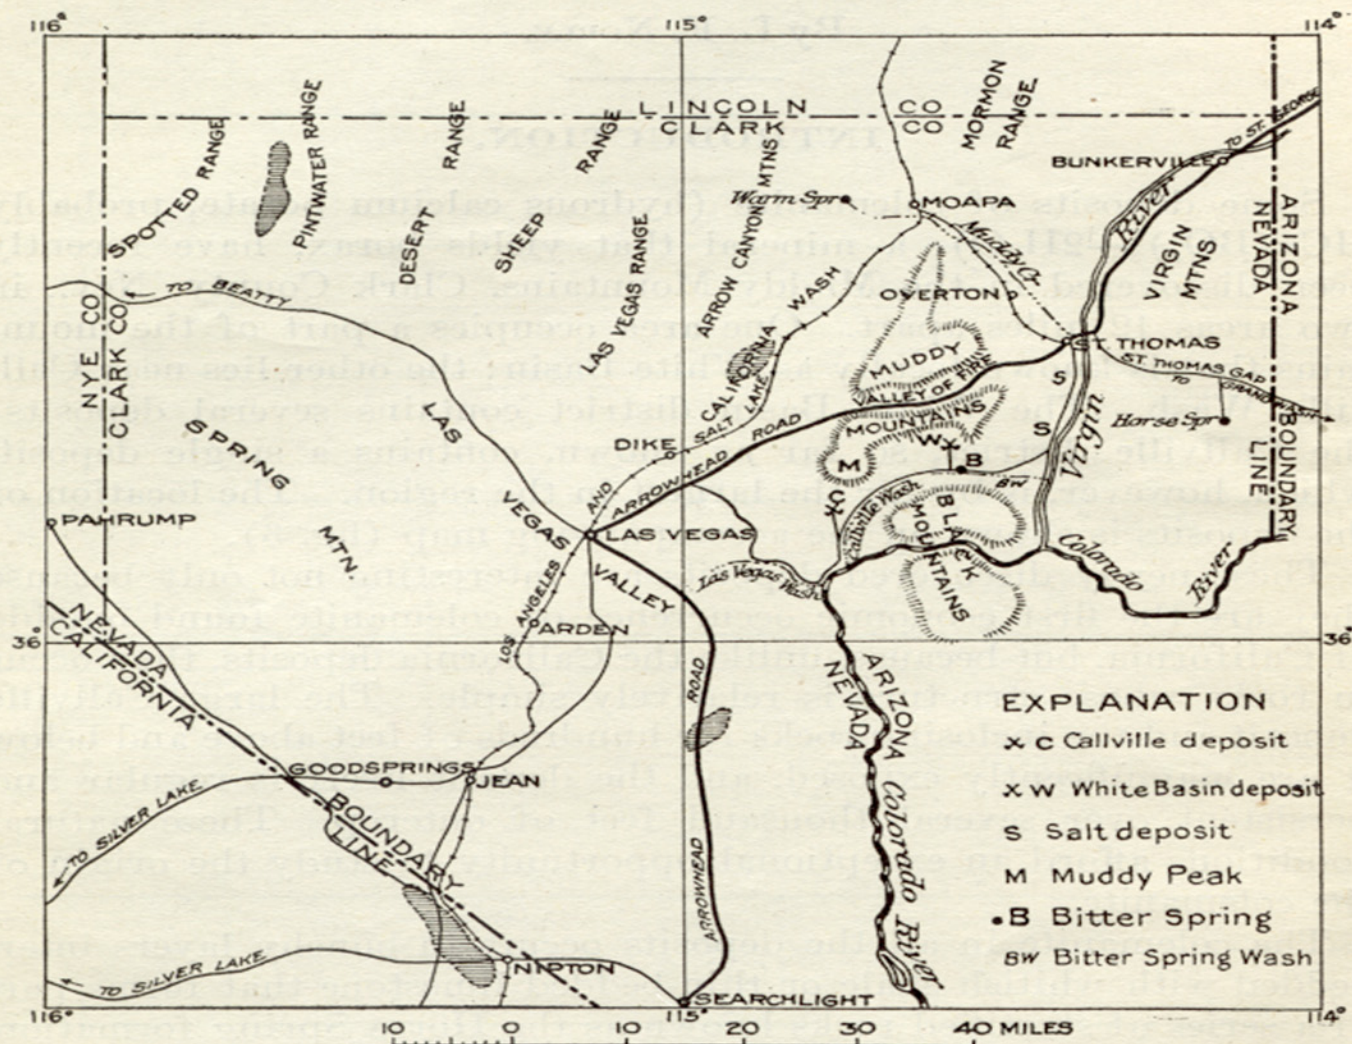 116°
115°
114°
LINCOLN CO
CLARK CO
SPOTTED RANGE
PINTWATER RANGE
DESERT RANGE
SHEEP RANGE
LAS VEGAS RANGE
ARROW CANYON MTNS
MORMON RANGE
Warm Spr
MOAPA
Muddy Cr.
BUNKERVILLE
TO ST. GEORGE
River
VIRGIN MTNS
ARIZONA
NEVADA
OVERTON
TO BEATTY
NYE CO
CLARK CO
CALIFORNIA WASH
MUDDY
VALLEY OF FIRE
MOUNTAINS
ST. THOMAS
ST THOMAS GAP
TO GRAND
Horse Spr
S
S
Virgin
LAS
VEGAS
VALLEY
SPRING
MTN.
DIKE
AND SALT LAKE
ARROWHEAD ROAD
W
X
B
M
BW
C
X
Callville Wash
BLACK
MOUNTAINS
BOUNDARY LINE
PAHRUMP
LAS VEGAS
Las Vegas Wash
Colorado River
LOS ANGELES
ARDEN
36°
36°
NEVADA
CALIFORNIA
ROAD
ARIZONA
NEVADA
GOODSPRINGS
JEAN
TO SILVER LAKE
BOUNDARY
LINE
ARROWHEAD
Colorado River
TO SILVER LAKE
NIPTON
SEARCHLIGHT
EXPLANATION
X C Callville deposit
X W White Basin deposit
S Salt deposit
M Muddy Peak
•B Bitter Spring
BW Bitter Spring Wash
116°
114°
10 0 10 20 30 40 MILES